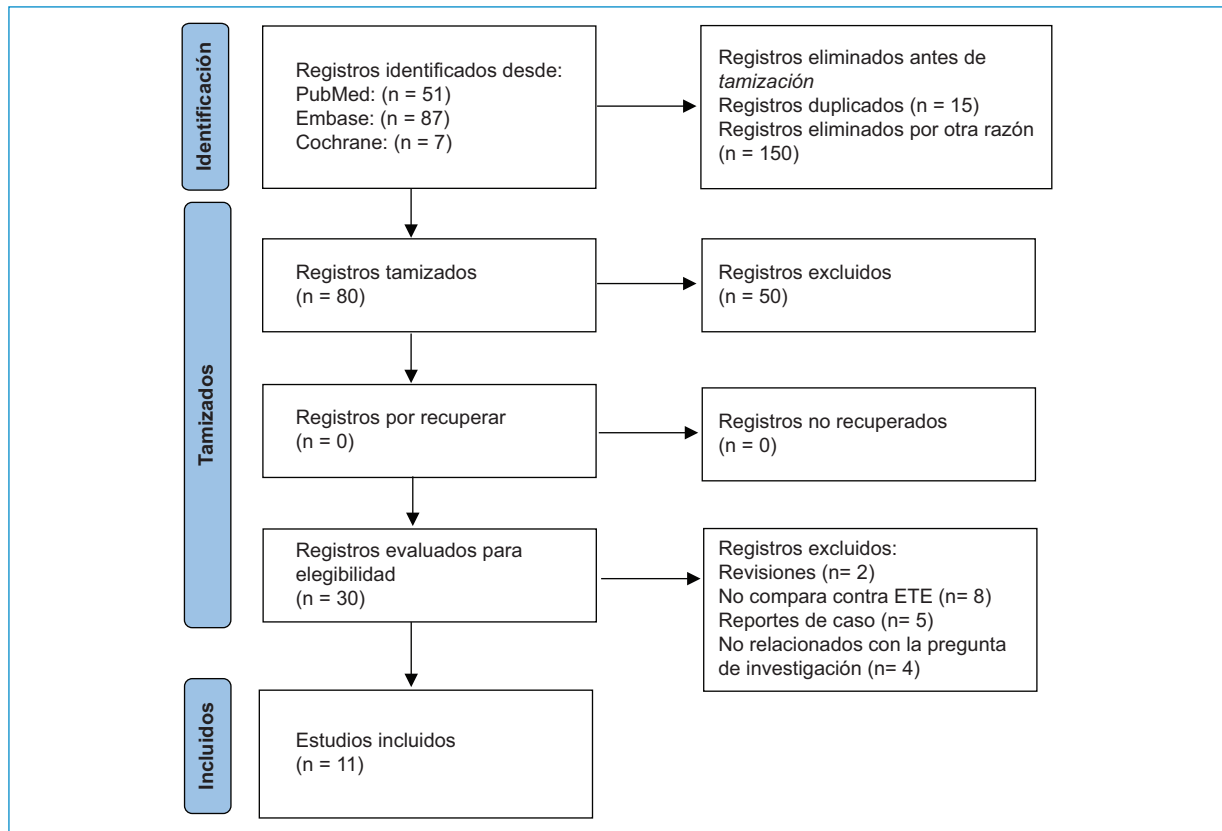 Identificación
Registros identificados desde:
PubMed: (n = 51)
Embase: (n = 87)
Cochrane: (n = 7)
Registros eliminados antes de
tamización
Registros duplicados (n = 15)
Registros eliminados por otra razón
(n = 150)
Tamizados
Registros tamizados
(n = 80)
Registros excluidos
(n = 50)
Registros por recuperar
(n = 0)
Registros no recuperados
(n = 0)
Registros evaluados para
elegibilidad
(n = 30)
Registros excluidos:
Revisiones (n= 2)
No compara contra ETE (n= 8)
Reportes de caso (n= 5)
No relacionados con la pregunta
de investigación (n= 4)
Incluidos
Estudios incluidos
(n = 11)